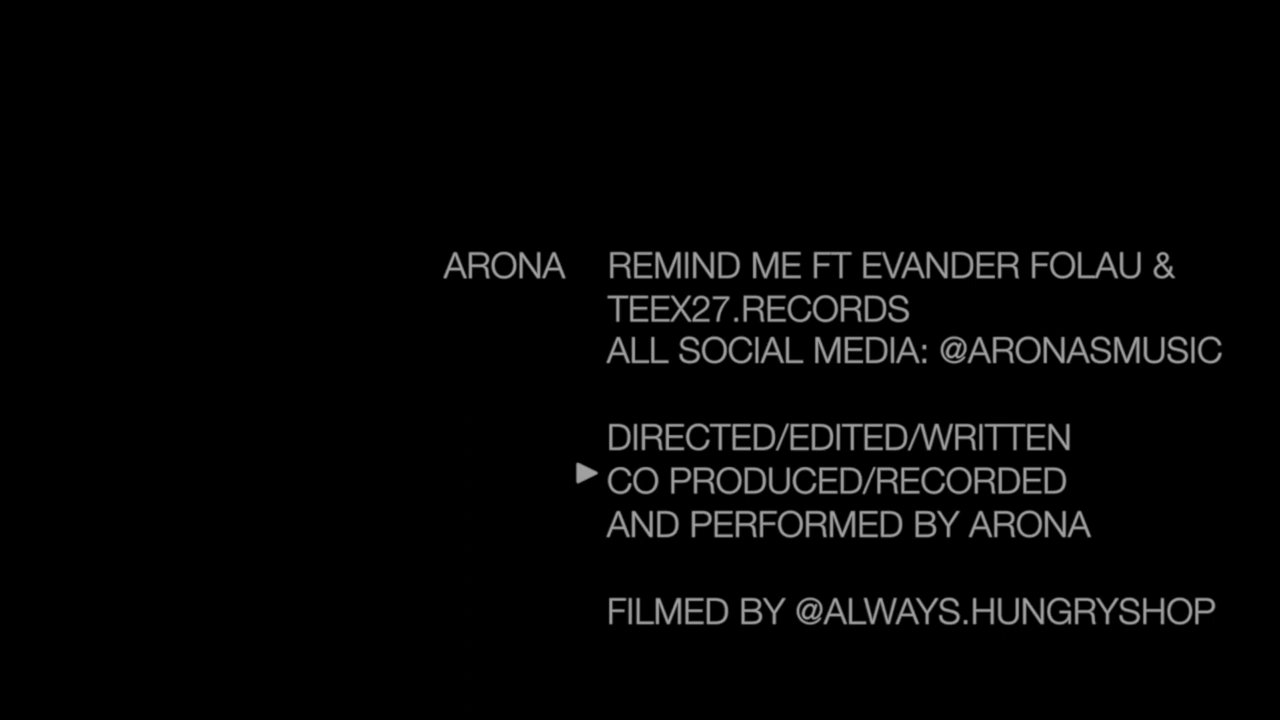 ARONA REMIND ME FT EVANDER FOLAU &
TEEX27.RECORDS
ALL SOCIAL MEDIA: @ARONASMUSIC
DIRECTED/EDITED/WRITTEN
CO PRODUCED/RECORDED
AND PERFORMED BY ARONA
FILMED BY @ALWAYS.HUNGRYSHOP